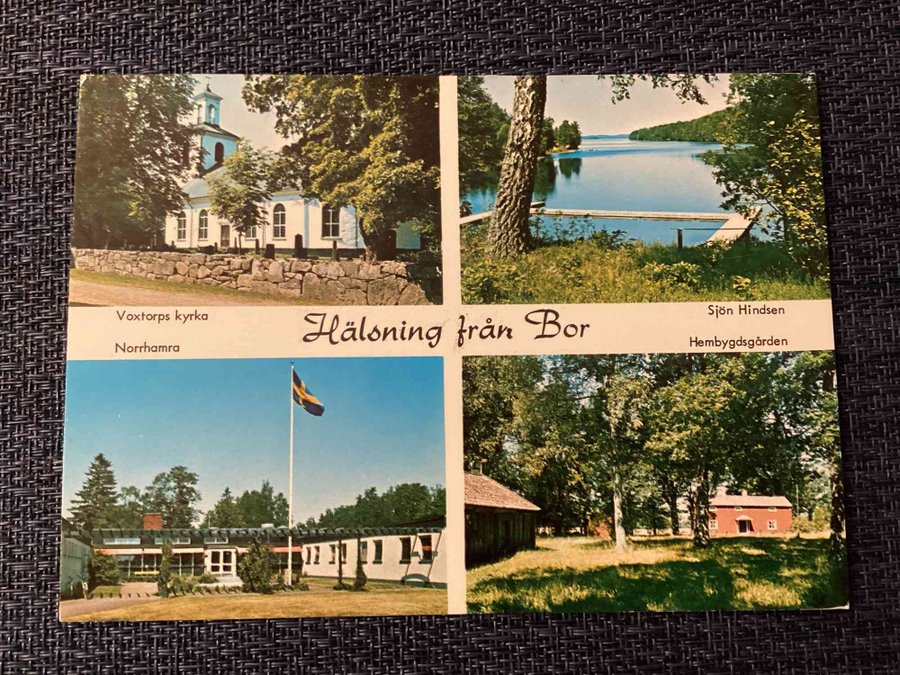 Voxtorps kyrka
Hälsning från Bor
Sjön Hindsen
Norrhamra
Hembygdsgården